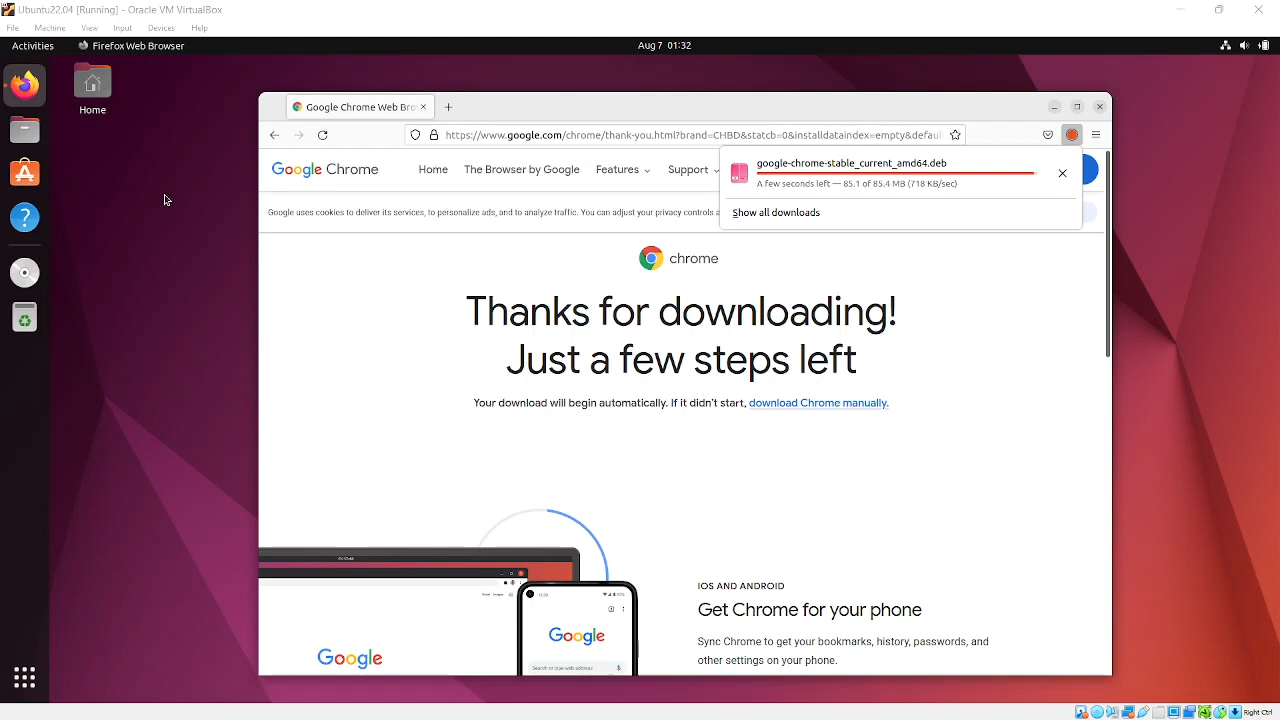 Ubuntu22.04 [Running] - Oracle VM VirtualBox
File Machine View Input Devices Help
Activities Firefox Web Browser Aug 7 01:32
Home
Google Chrome Web Bro
https://www.google.com/chrome/thank-you.html?brand=CHBD&statcb=0&installdataindex=empty&defaul
Google Chrome Home The Browser by Google Features Support
google-chrome-stable_current_amd64.deb
A few seconds left — 85.1 of 85.4 MB (718 KB/sec)
Show all downloads
Google uses cookies to deliver its services, to personalize ads, and to analyze traffic. You can adjust your privacy controls a
chrome
Thanks for downloading!
Just a few steps left
Your download will begin automatically. If it didn't start, download Chrome manually.
IOS AND ANDROID
Get Chrome for your phone
Sync Chrome to get your bookmarks, history, passwords, and
other settings on your phone.
Google
Google
Search or type web address
Right Ctrl